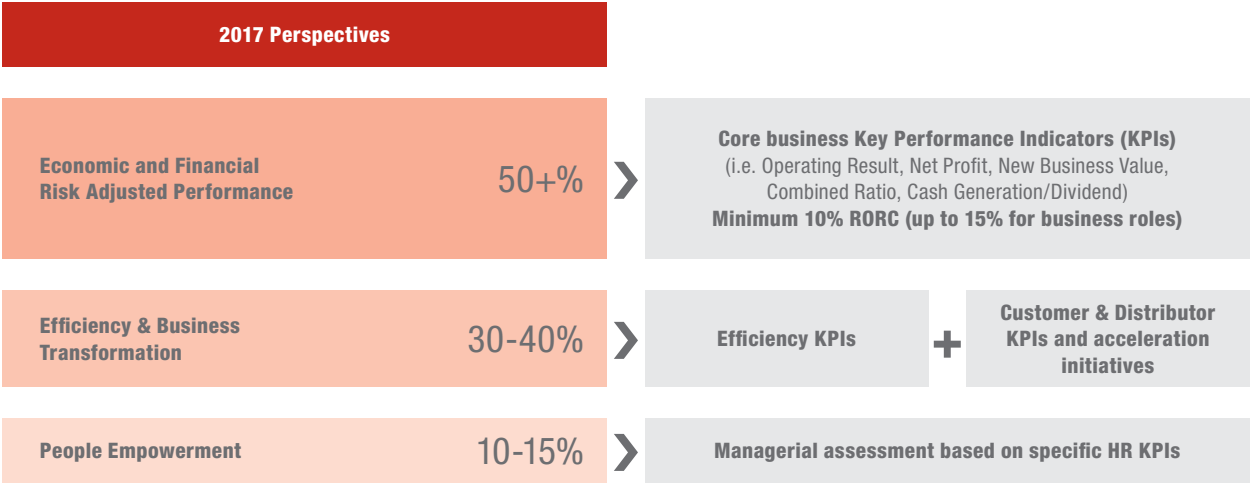 2017 Perspectives
Economic and Financial
Risk Adjusted Performance
50+%
Core business Key Performance Indicators (KPIs)
(i.e. Operating Result, Net Profit, New Business Value,
Combined Ratio, Cash Generation/Dividend)
Minimum 10% RORC (up to 15% for business roles)
Efficiency & Business
Transformation
30-40%
Efficiency KPIs
+
Customer & Distributor
KPIs and acceleration
initiatives
People Empowerment
10-15%
Managerial assessment based on specific HR KPIs